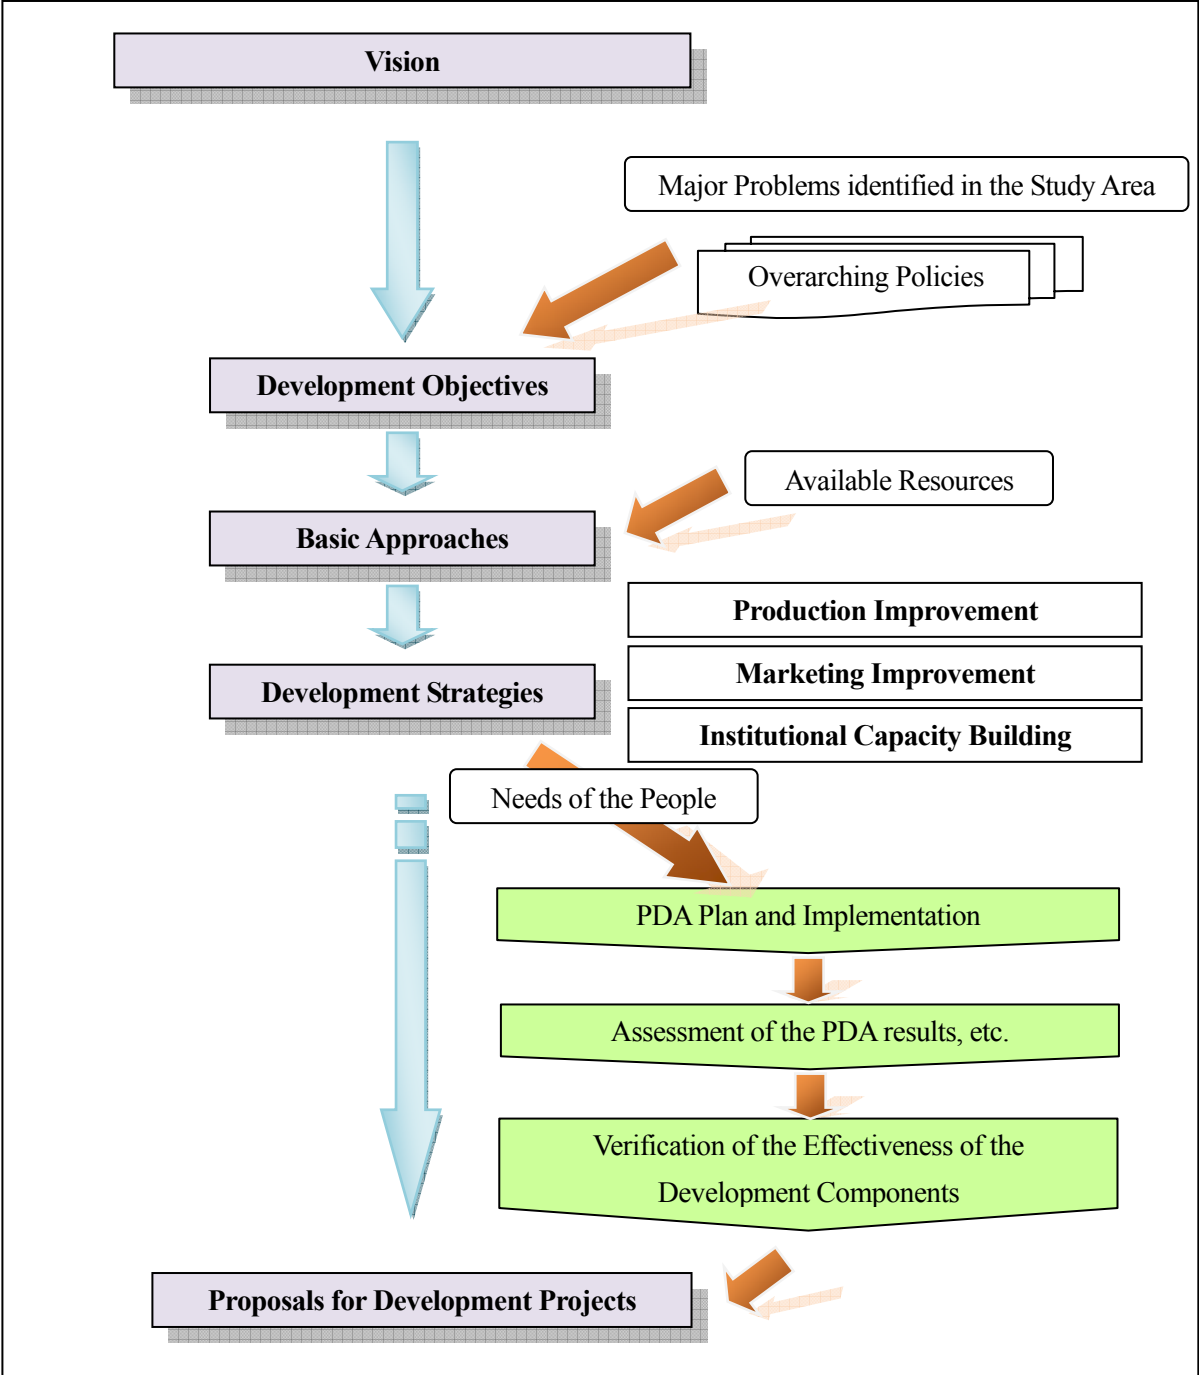 Vision
Major Problems identified in the Study Area
Overarching Policies
Development Objectives
Available Resources
Basic Approaches
Production Improvement
Marketing Improvement
Development Strategies
Institutional Capacity Building
Needs of the People
PDA Plan and Implementation
Assessment of the PDA results, etc.
Verification of the Effectiveness of the
Development Components
Proposals for Development Projects